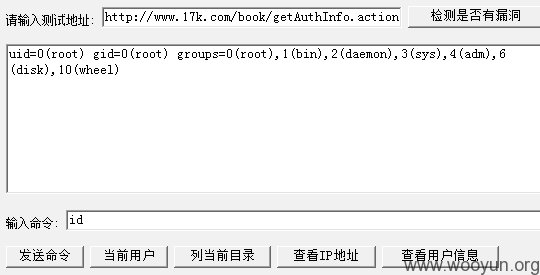 请输入测试地址: http://www.17k.com/book/getAuthInfo.action 检测是否有漏洞
uid=0(root) gid=0(root) groups=0(root),1(bin),2(daemon),3(sys),4(adm),6
(disk),10(wheel)
输入命令: id
发送命令 当前用户 列当前目录 查看IP地址 查看用户信息
www.wooyun.org